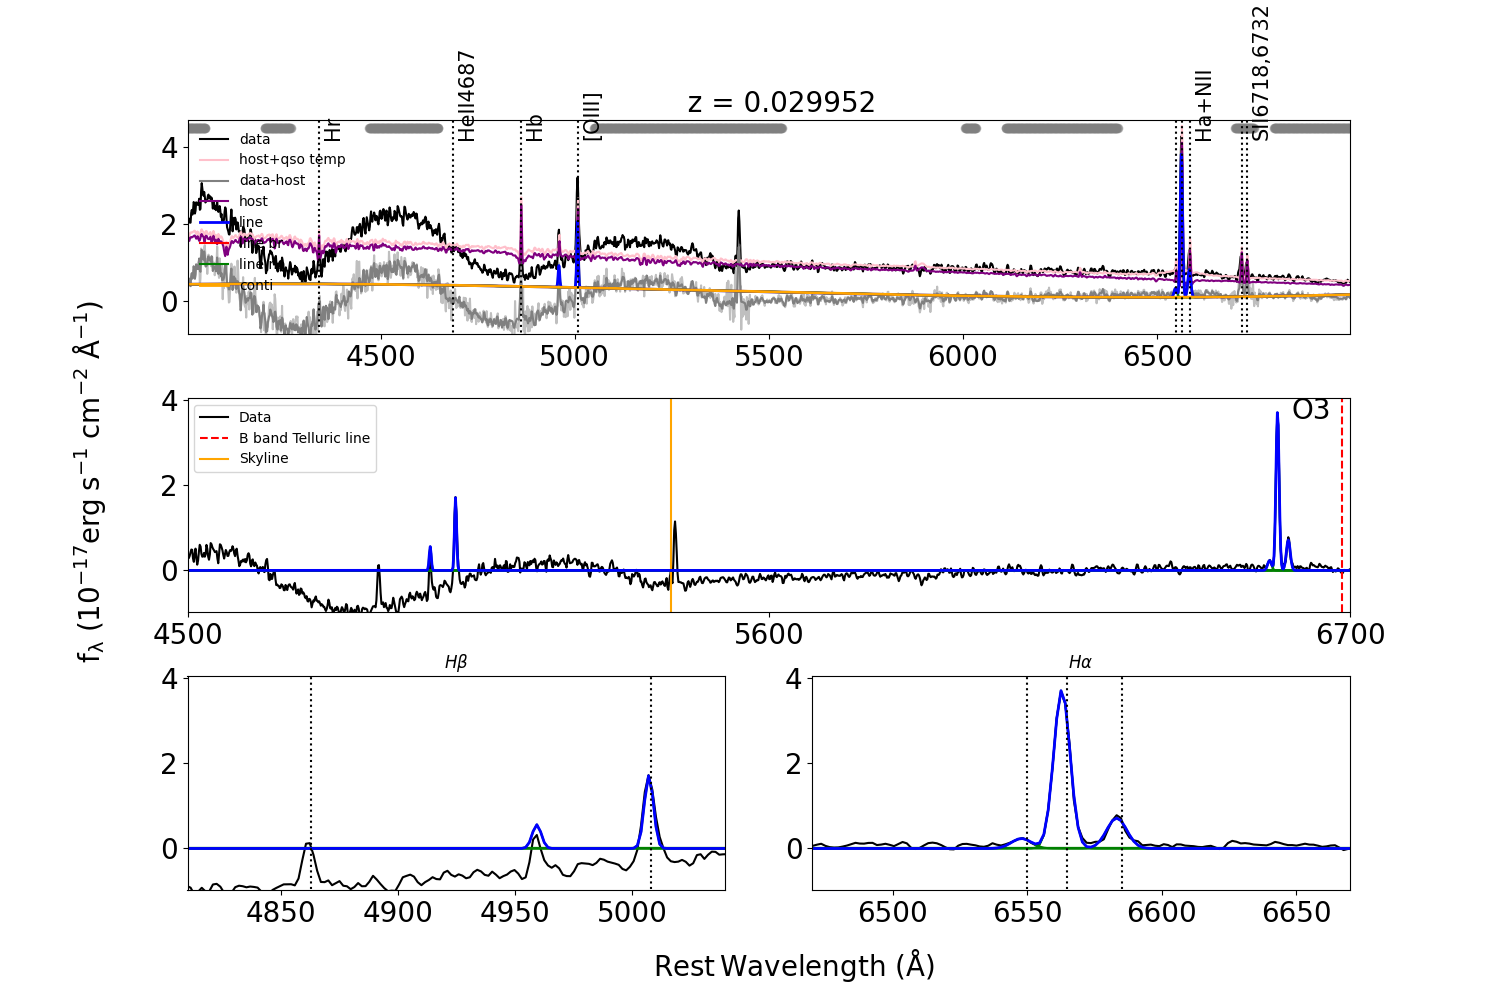 z = 0.029952
Hr
HeII4687
Hb
[OIII]
Ha+NII
SII6718,6732
data
host+qso temp
data-host
host
line
line
line
conti
4
2
0
4500
5000
5500
6000
6500
fλ (10−17erg s−1 cm−2 Å−1)
Data
B band Telluric line
Skyline
O3
4
2
0
4500
5600
6700
Hβ
4
2
0
4850
4900
4950
5000
Hα
4
2
0
6500
6550
6600
6650
Rest Wavelength (Å)